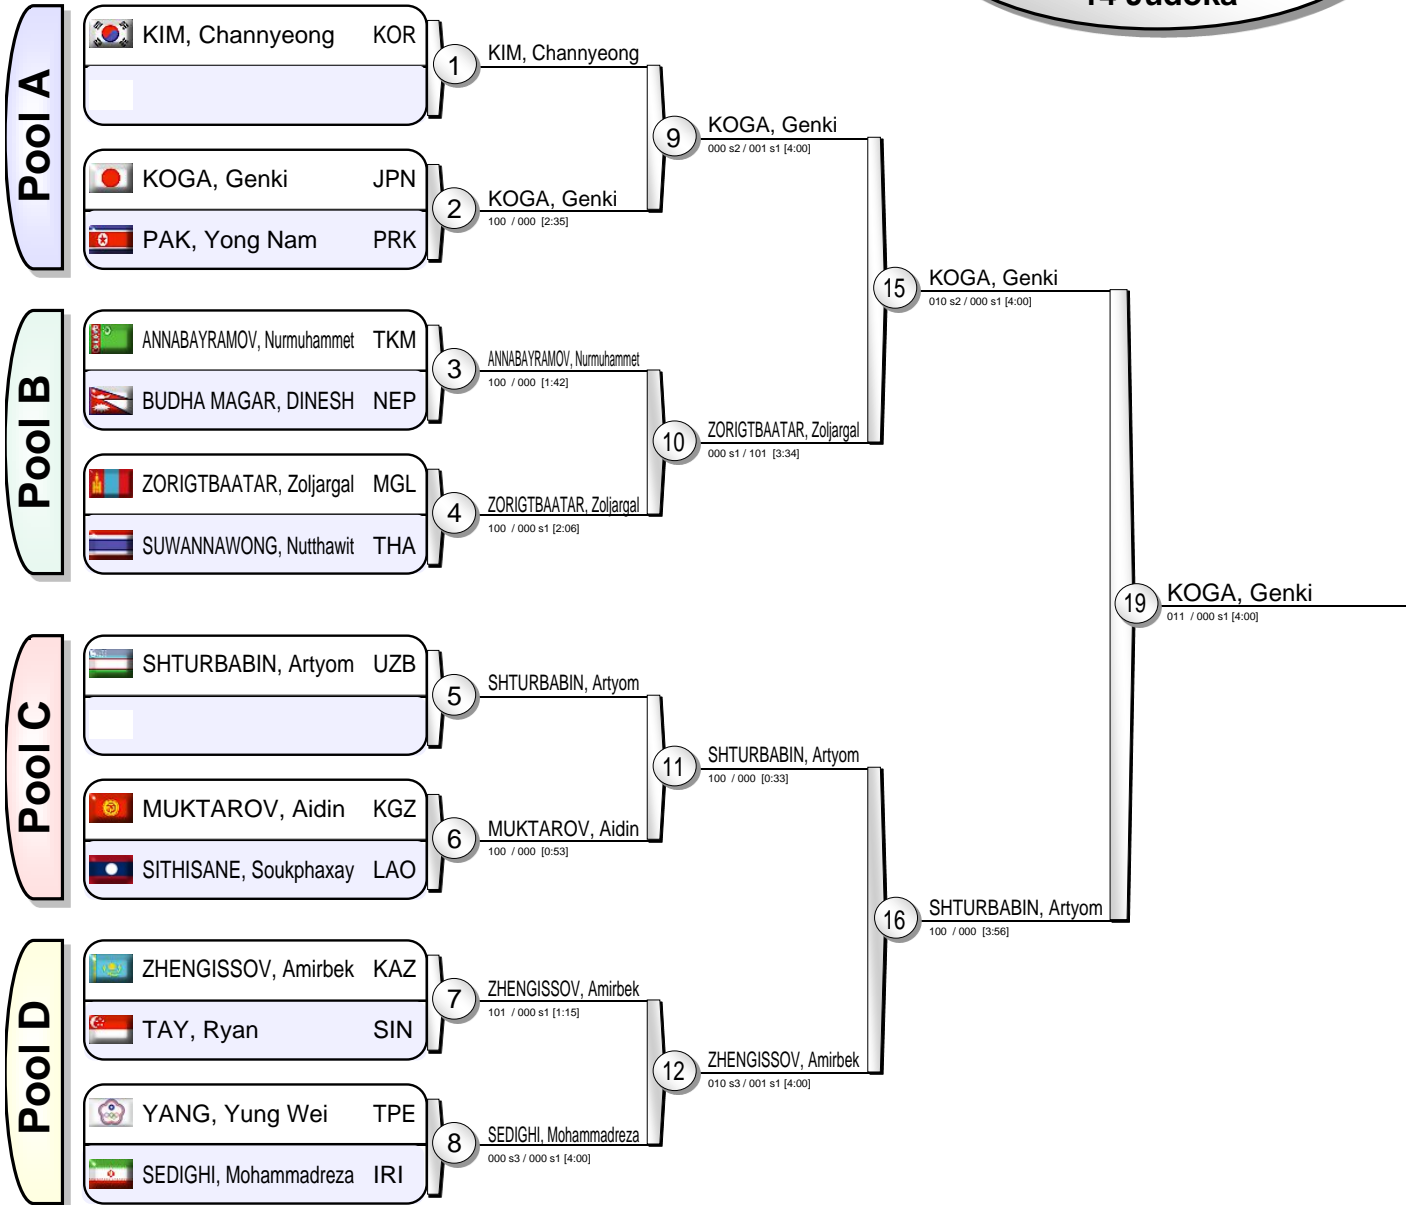 14 Judoka
Pool A
KIM, Channyeong KOR
KOGA, Genki JPN
PAK, Yong Nam PRK
Pool B
ANNABAYRAMOV, Nurmuhammet TKM
BUDHA MAGAR, DINESH NEP
ZORIGTBAATAR, Zoljargal MGL
SUWANNAWONG, Nutthawit THA
Pool C
SHTURBABIN, Artyom UZB
MUKTAROV, Aidin KGZ
SITHISANE, Soukphaxay LAO
Pool D
ZHENGISSOV, Amirbek KAZ
TAY, Ryan SIN
YANG, Yung Wei TPE
SEDIGHI, Mohammadreza IRI
1
KIM, Channyeong
2
KOGA, Genki
100 / 000 [2:35]
3
ANNABAYRAMOV, Nurmuhammet
100 / 000 [1:42]
4
ZORIGTBAATAR, Zoljargal
100 / 000 s1 [2:06]
5
SHTURBABIN, Artyom
6
MUKTAROV, Aidin
100 / 000 [0:53]
7
ZHENGISSOV, Amirbek
101 / 000 s1 [1:15]
8
SEDIGHI, Mohammadreza
000 s3 / 000 s1 [4:00]
9
KOGA, Genki
000 s2 / 001 s1 [4:00]
10
ZORIGTBAATAR, Zoljargal
000 s1 / 101 [3:34]
11
SHTURBABIN, Artyom
100 / 000 [0:33]
12
ZHENGISSOV, Amirbek
010 s3 / 001 s1 [4:00]
15
KOGA, Genki
010 s2 / 000 s1 [4:00]
16
SHTURBABIN, Artyom
100 / 000 [3:56]
19
KOGA, Genki
011 / 000 s1 [4:00]